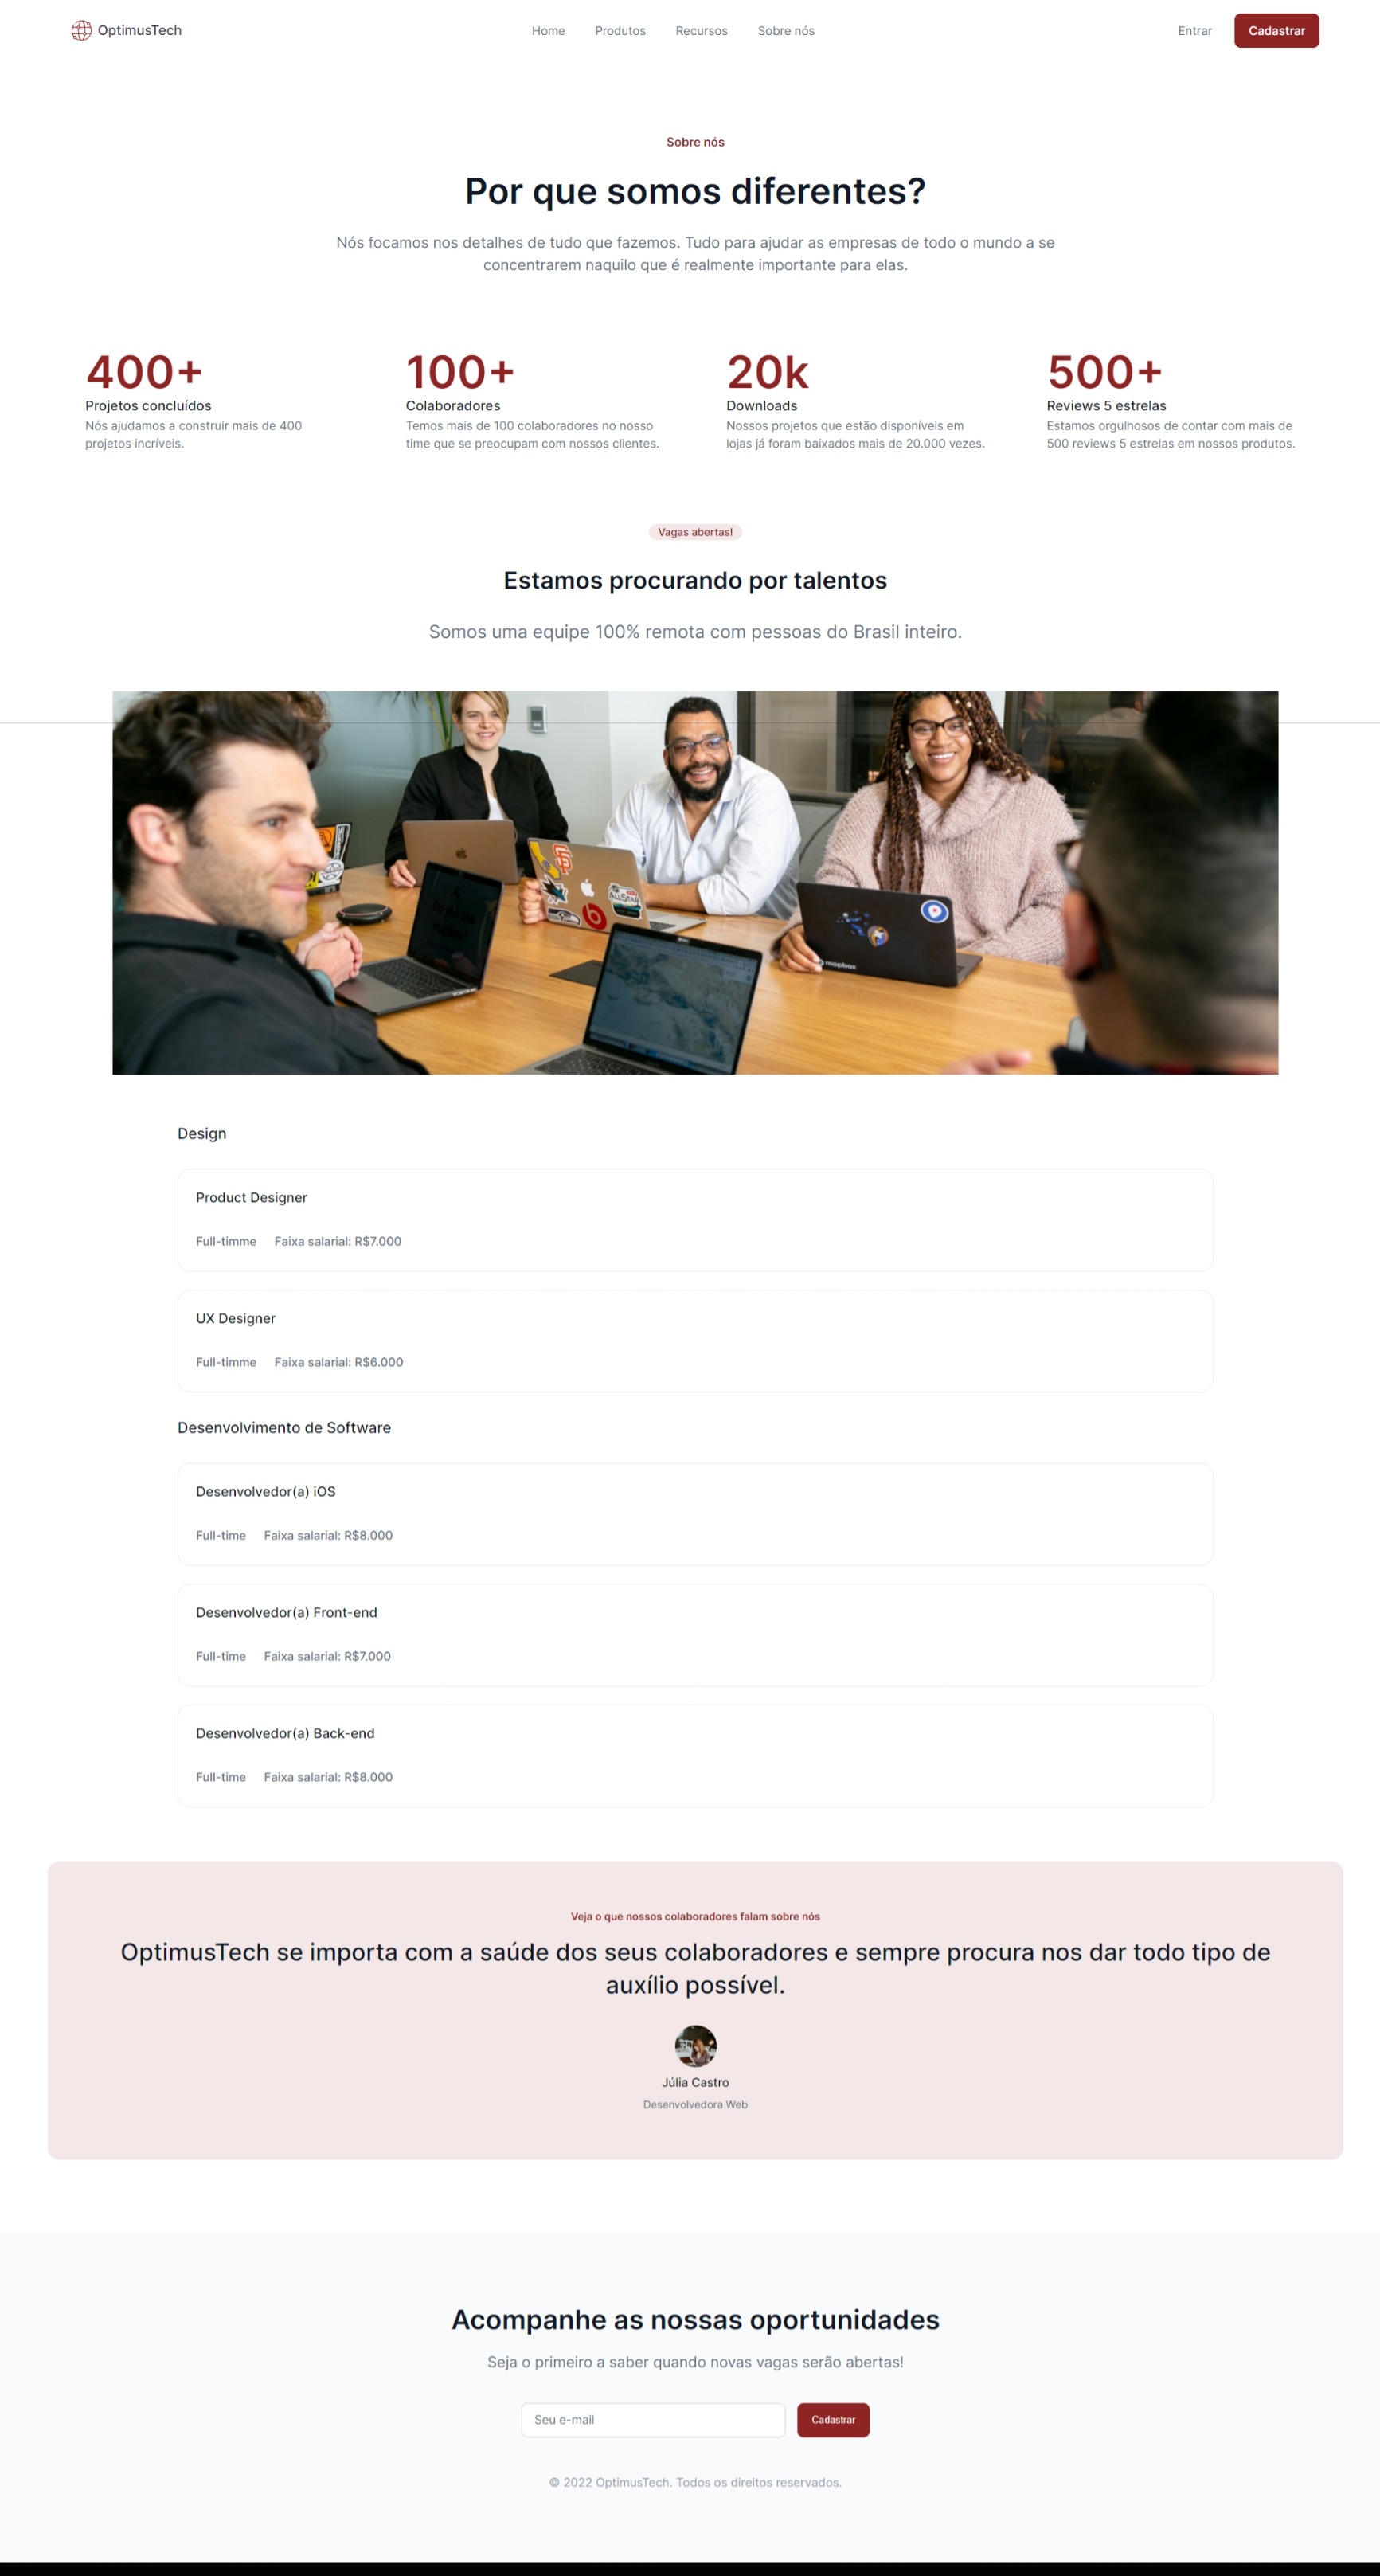 OptimusTech
Home Produtos Recursos Sobre nós
Entrar Cadastrar
Sobre nós
Por que somos diferentes?
Nós focamos nos detalhes de tudo que fazemos. Tudo para ajudar as empresas de todo o mundo a se
concentrarem naquilo que é realmente importante para elas.
400+
Projetos concluídos
Nós ajudamos a construir mais de 400
projetos incríveis.
100+
Colaboradores
Temos mais de 100 colaboradores no nosso
time que se preocupam com nossos clientes.
20k
Downloads
Nossos projetos que estão disponíveis em
lojas já foram baixados mais de 20.000 vezes.
500+
Reviews 5 estrelas
Estamos orgulhosos de contar com mais de
500 reviews 5 estrelas em nossos produtos.
Vagas abertas!
Estamos procurando por talentos
Somos uma equipe 100% remota com pessoas do Brasil inteiro.
ALL STAR
mapbox
Design
Product Designer
Full-timme Faixa salarial: R$7.000
UX Designer
Full-timme Faixa salarial: R$6.000
Desenvolvimento de Software
Desenvolvedor(a) iOS
Full-time Faixa salarial: R$8.000
Desenvolvedor(a) Front-end
Full-time Faixa salarial: R$7.000
Desenvolvedor(a) Back-end
Full-time Faixa salarial: R$8.000
Veja o que nossos colaboradores falam sobre nós
OptimusTech se importa com a saúde dos seus colaboradores e sempre procura nos dar todo tipo de
auxílio possível.
Júlia Castro
Desenvolvedora Web
Acompanhe as nossas oportunidades
Seja o primeiro a saber quando novas vagas serão abertas!
Seu e-mail Cadastrar
© 2022 OptimusTech. Todos os direitos reservados.